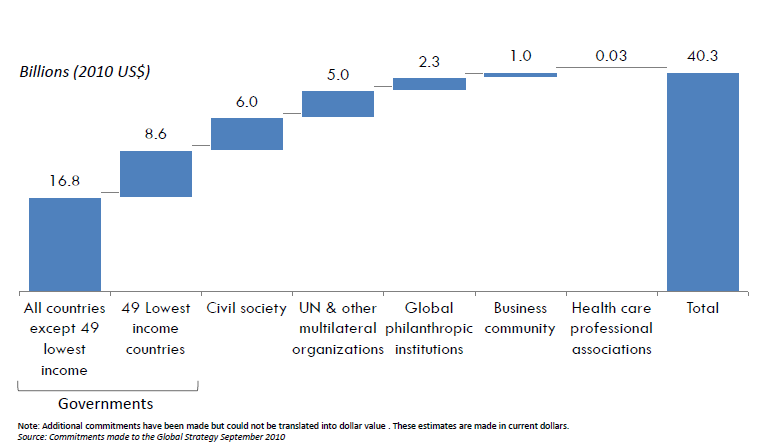 Billions (2010 US$)
16.8
8.6
6.0
5.0
2.3
1.0
0.03
40.3
All countries
except 49
lowest
income
49 Lowest
income
countries
Civil society
UN & other
multilateral
organizations
Global
philanthropic
institutions
Business
community
Health care
professional
associations
Total
Governments
Note: Additional commitments have been made but could not be translated into dollar value . These estimates are made in current dollars.
Source: Commitments made to the Global Strategy September 2010